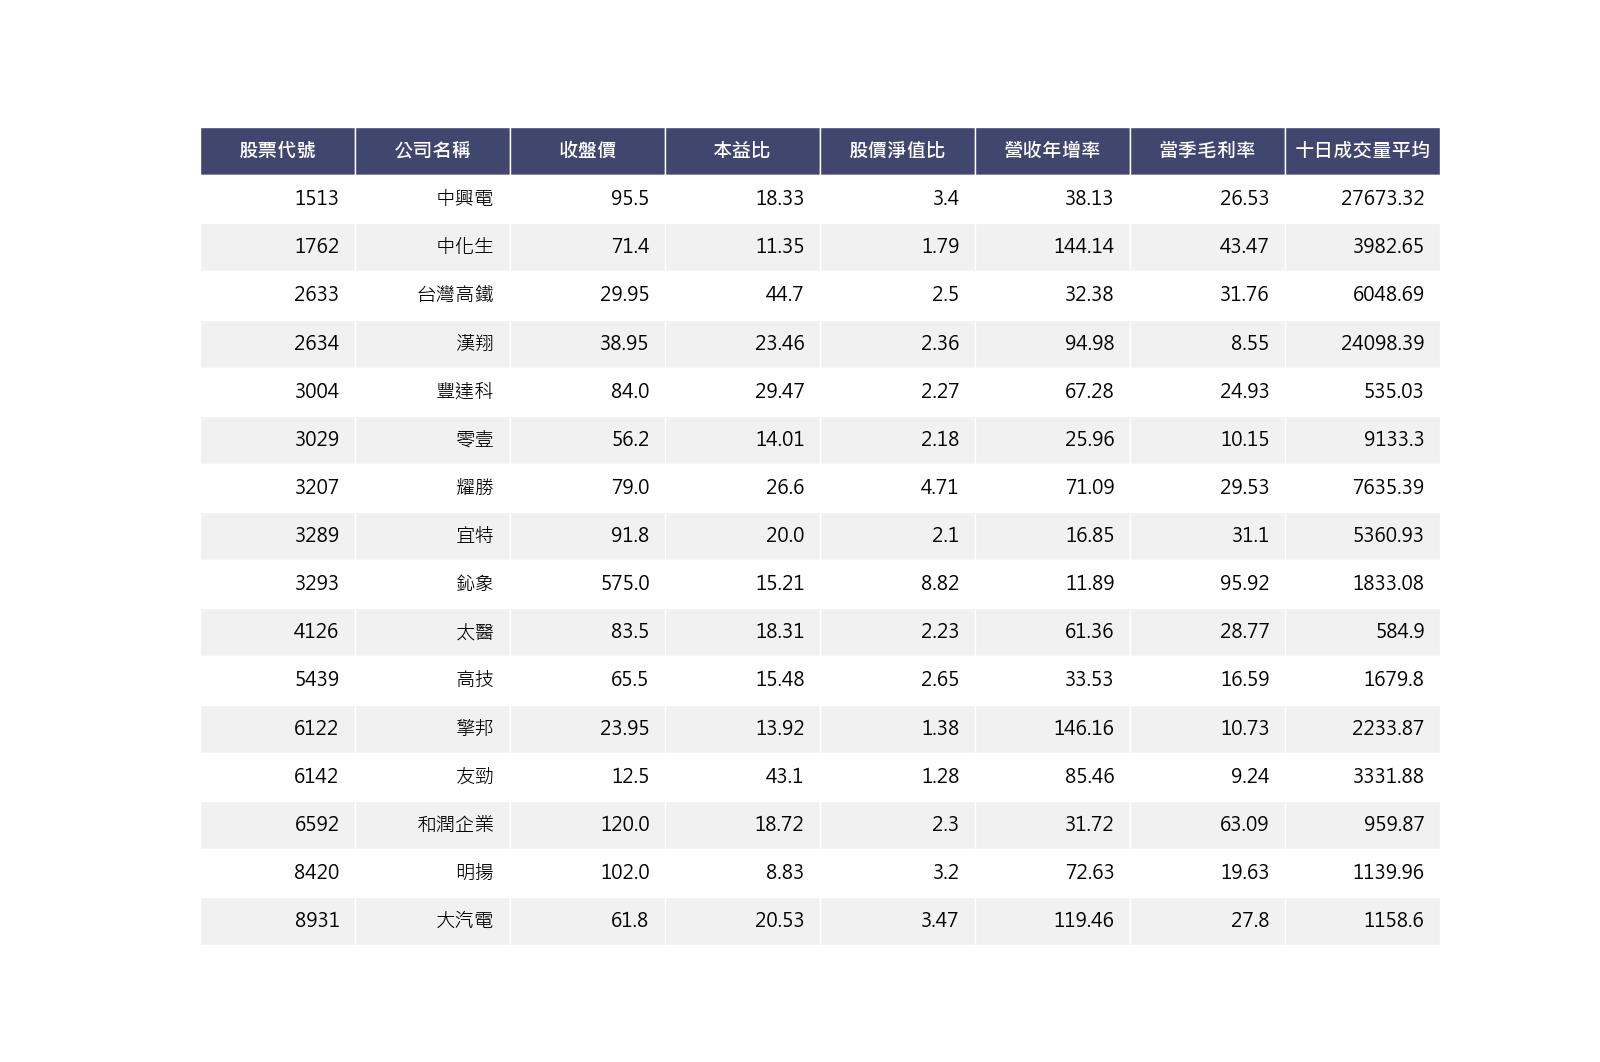 股票代號 公司名稱 收盤價 本益比 股價淨值比 營收年增率 當季毛利率 十日成交量平均
1513 中興電 95.5 18.33 3.4 38.13 26.53 27673.32
1762 中化生 71.4 11.35 1.79 144.14 43.47 3982.65
2633 台灣高鐵 29.95 44.7 2.5 32.38 31.76 6048.69
2634 漢翔 38.95 23.46 2.36 94.98 8.55 24098.39
3004 豐達科 84.0 29.47 2.27 67.28 24.93 535.03
3029 零壹 56.2 14.01 2.18 25.96 10.15 9133.3
3207 耀勝 79.0 26.6 4.71 71.09 29.53 7635.39
3289 宜特 91.8 20.0 2.1 16.85 31.1 5360.93
3293 鈊象 575.0 15.21 8.82 11.89 95.92 1833.08
4126 太醫 83.5 18.31 2.23 61.36 28.77 584.9
5439 高技 65.5 15.48 2.65 33.53 16.59 1679.8
6122 擎邦 23.95 13.92 1.38 146.16 10.73 2233.87
6142 友勁 12.5 43.1 1.28 85.46 9.24 3331.88
6592 和潤企業 120.0 18.72 2.3 31.72 63.09 959.87
8420 明揚 102.0 8.83 3.2 72.63 19.63 1139.96
8931 大汽電 61.8 20.53 3.47 119.46 27.8 1158.6